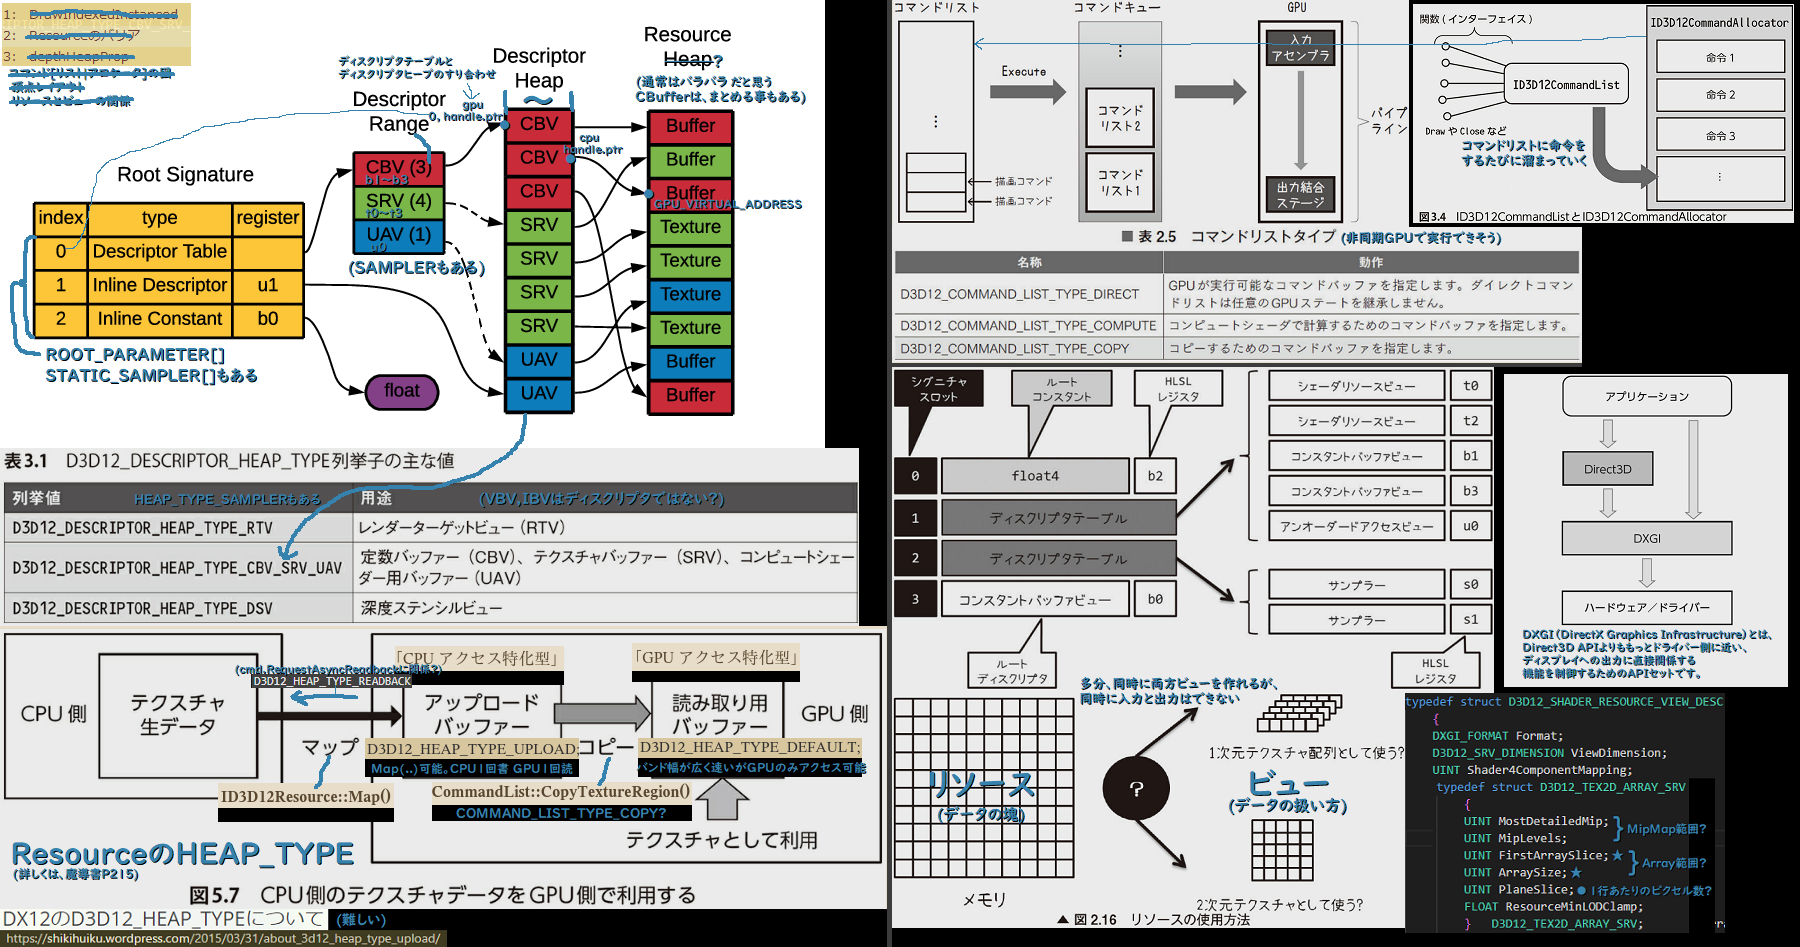 1: DrawIndexedInstanced
2: Resourceのバリア
3: depthHeapProp
コマンド[リスト|アロケータ]の図
頂点レイアウト
リソースとビューの関係
ディスクリプタテーブルと
ディスクリプタヒープのすり合わせ
Descriptor
Range
gpu
0, handle.ptr
Descriptor
Heap
Resource
Heap?
(通常はバラバラだと思う
CBufferは、まとめる事もある)
cpu
handle.ptr
Root Signature
index type register
0 Descriptor Table
1 Inline Descriptor u1
2 Inline Constant b0
ROOT_PARAMETER[]
STATIC_SAMPLER[]もある
CBV (3)
b1~b3
SRV (4)
t0~t3
UAV (1)
u0
(SAMPLERもある)
float
CBV
CBV
CBV
SRV
SRV
SRV
SRV
UAV
UAV
Buffer
Buffer
Buffer
GPU_VIRTUAL_ADDRESS
Texture
Texture
Texture
Texture
Buffer
Buffer
表3.1 D3D12_DESCRIPTOR_HEAP_TYPE列挙子の主な値
列挙値 HEAP_TYPE_SAMPLERもある 用途 (VBV,IBVはディスクリプタではない?)
D3D12_DESCRIPTOR_HEAP_TYPE_RTV レンダーターゲットビュー（RTV）
D3D12_DESCRIPTOR_HEAP_TYPE_CBV_SRV_UAV 定数バッファー（CBV）、テクスチャバッファー（SRV）、コンピュートシェー
ダー用バッファー（UAV）
D3D12_DESCRIPTOR_HEAP_TYPE_DSV 深度ステンシルビュー
CPU 側
テクスチャ
生データ
(cmd.RequestAsyncReadbackに関係?)
D3D12_HEAP_TYPE_READBACK
マップ
ID3D12Resource::Map()
「CPU アクセス特化型」
アップロード
バッファー
D3D12_HEAP_TYPE_UPLOAD;
Map(..)可能。CPU1回書 GPU1回読
コピー
CommandList::CopyTextureRegion()
COMMAND_LIST_TYPE_COPY?
「GPU アクセス特化型」
読み取り用
バッファー
GPU 側
D3D12_HEAP_TYPE_DEFAULT;
バンド幅が広く速いがGPUのみアクセス可能
テクスチャとして利用
ResourceのHEAP_TYPE
(詳しくは、魔導書P215)
図5.7 CPU側のテクスチャデータをGPU側で利用する
DX12のD3D12_HEAP_TYPEについて (難しい)
https://shikihuiku.wordpress.com/2015/03/31/about_3d12_heap_type_upload/
コマンドリスト
⋮
描画コマンド
描画コマンド
Execute
コマンドキュー
⋮
コマンド
リスト2
コマンド
リスト1
GPU
入力
アセンブラ
出力結合
ステージ
パイプ
ライン
関数 ( インターフェイス )
ID3D12CommandList
Draw や Close など
コマンドリストに命令を
するたびに溜まっていく
ID3D12CommandAllocator
命令 1
命令 2
命令 3
⋮
図3.4 ID3D12CommandListとID3D12CommandAllocator
■ 表 2.5 コマンドリストタイプ (非同期GPUで実行できそう)
名称 動作
D3D12_COMMAND_LIST_TYPE_DIRECT GPUが実行可能なコマンドバッファを指定します。ダイレクトコマン
ドリストは任意のGPUステートを継承しません。
D3D12_COMMAND_LIST_TYPE_COMPUTE コンピュートシェーダで計算するためのコマンドバッファを指定します。
D3D12_COMMAND_LIST_TYPE_COPY コピーするためのコマンドバッファを指定します。
シグニチャ
スロット
ルート
コンスタント
HLSL
レジスタ
0 float4 b2
1 ディスクリプタテーブル
2 ディスクリプタテーブル
3 コンスタントバッファビュー b0
シェーダリソースビュー t0
シェーダリソースビュー t2
コンスタントバッファビュー b1
コンスタントバッファビュー b3
アンオーダードアクセスビュー u0
サンプラー s0
サンプラー s1
ルート
ディスクリプタ
HLSL
レジスタ
アプリケーション
Direct3D
DXGI
ハードウェア／ドライバー
DXGI (DirectX Graphics Infrastructure)とは、
Direct3D APIよりももっとドライバー側に近い、
ディスプレイへの出力に直接関係する
機能を制御するためのAPIセットです。
多分、同時に両方ビューを作れるが、
同時に入力と出力はできない
リソース
(データの塊)
メモリ
?
1次元テクスチャ配列として使う?
ビュー
(データの扱い方)
2次元テクスチャとして使う?
▲ 図 2.16 リソースの使用方法
typedef struct D3D12_SHADER_RESOURCE_VIEW_DESC
{
DXGI_FORMAT Format;
D3D12_SRV_DIMENSION ViewDimension;
UINT Shader4ComponentMapping;
typedef struct D3D12_TEX2D_ARRAY_SRV
{
UINT MostDetailedMip;
UINT MipLevels;
} MipMap範囲?
UINT FirstArraySlice; ★
UINT ArraySize; ★
} Array範囲?
UINT PlaneSlice; ● 1行あたりのピクセル数?
FLOAT ResourceMinLODClamp;
} D3D12_TEX2D_ARRAY_SRV;